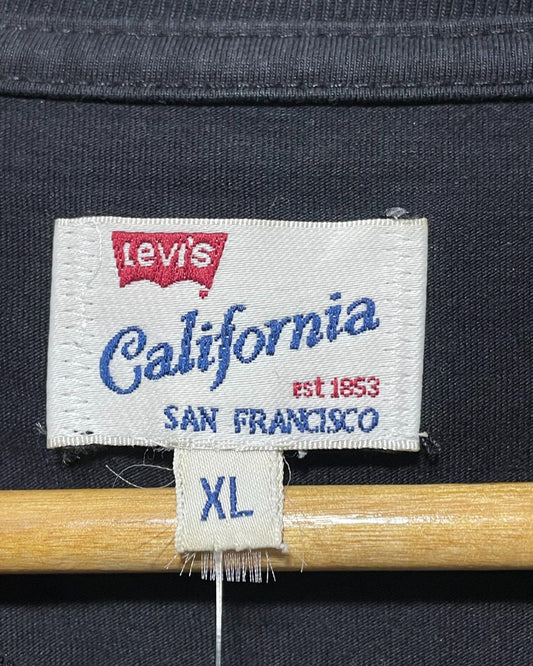 Levi's
California
est 1853
SAN FRANCISCO
XL